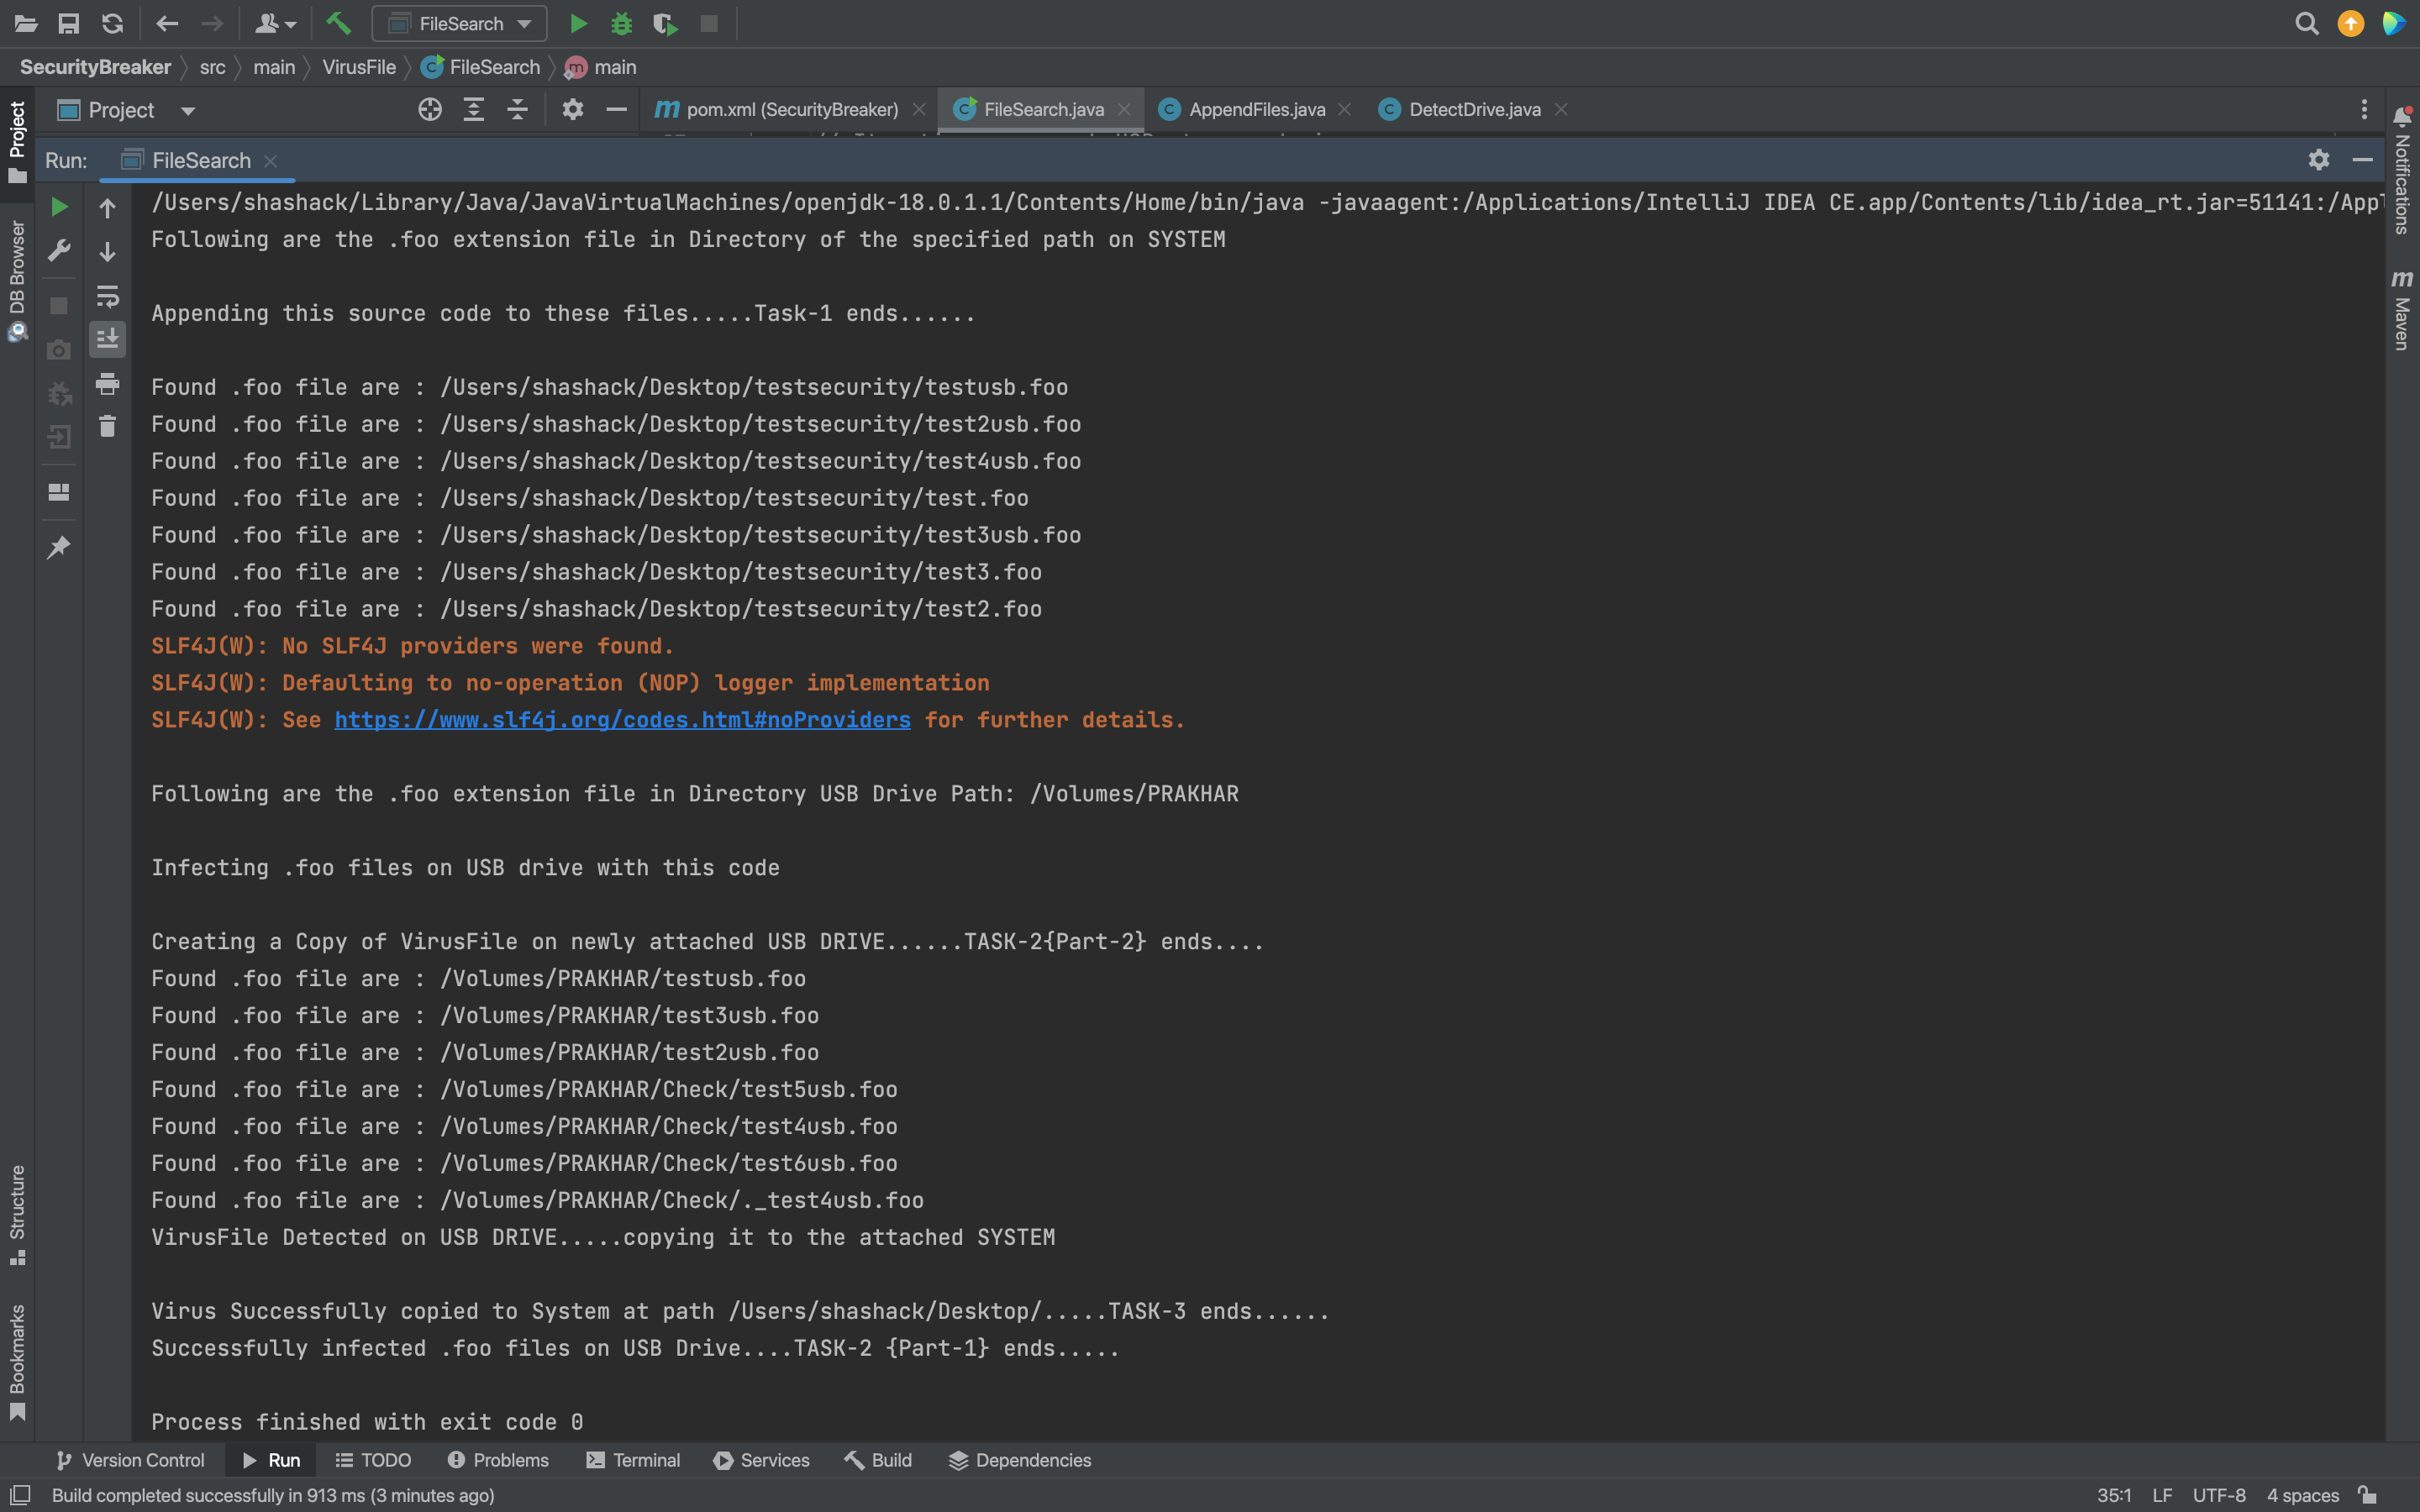 FileSearch
SecurityBreaker src main VirusFile FileSearch main
Project
pom.xml (SecurityBreaker) FileSearch.java AppendFiles.java DetectDrive.java
Run: FileSearch
Project
DB Browser
Structure
Bookmarks
Notifications
Maven
/Users/shashack/Library/Java/JavaVirtualMachines/openjdk-18.0.1.1/Contents/Home/bin/java -javaagent:/Applications/IntelliJ IDEA CE.app/Contents/lib/idea_rt.jar=51141:/Appl
Following are the .foo extension file in Directory of the specified path on SYSTEM
Appending this source code to these files.....Task-1 ends......
Found .foo file are : /Users/shashack/Desktop/testsecurity/testusb.foo
Found .foo file are : /Users/shashack/Desktop/testsecurity/test2usb.foo
Found .foo file are : /Users/shashack/Desktop/testsecurity/test4usb.foo
Found .foo file are : /Users/shashack/Desktop/testsecurity/test.foo
Found .foo file are : /Users/shashack/Desktop/testsecurity/test3usb.foo
Found .foo file are : /Users/shashack/Desktop/testsecurity/test3.foo
Found .foo file are : /Users/shashack/Desktop/testsecurity/test2.foo
SLF4J(W): No SLF4J providers were found.
SLF4J(W): Defaulting to no-operation (NOP) logger implementation
SLF4J(W): See https://www.slf4j.org/codes.html#noProviders for further details.
Following are the .foo extension file in Directory USB Drive Path: /Volumes/PRAKHAR
Infecting .foo files on USB drive with this code
Creating a Copy of VirusFile on newly attached USB DRIVE......TASK-2{Part-2} ends....
Found .foo file are : /Volumes/PRAKHAR/testusb.foo
Found .foo file are : /Volumes/PRAKHAR/test3usb.foo
Found .foo file are : /Volumes/PRAKHAR/test2usb.foo
Found .foo file are : /Volumes/PRAKHAR/Check/test5usb.foo
Found .foo file are : /Volumes/PRAKHAR/Check/test4usb.foo
Found .foo file are : /Volumes/PRAKHAR/Check/test6usb.foo
Found .foo file are : /Volumes/PRAKHAR/Check/._test4usb.foo
VirusFile Detected on USB DRIVE.....copying it to the attached SYSTEM
Virus Successfully copied to System at path /Users/shashack/Desktop/.....TASK-3 ends......
Successfully infected .foo files on USB Drive....TASK-2 {Part-1} ends.....
Process finished with exit code 0
Version Control Run TODO Problems Terminal Services Build Dependencies
Build completed successfully in 913 ms (3 minutes ago) 35:1 LF UTF-8 4 spaces